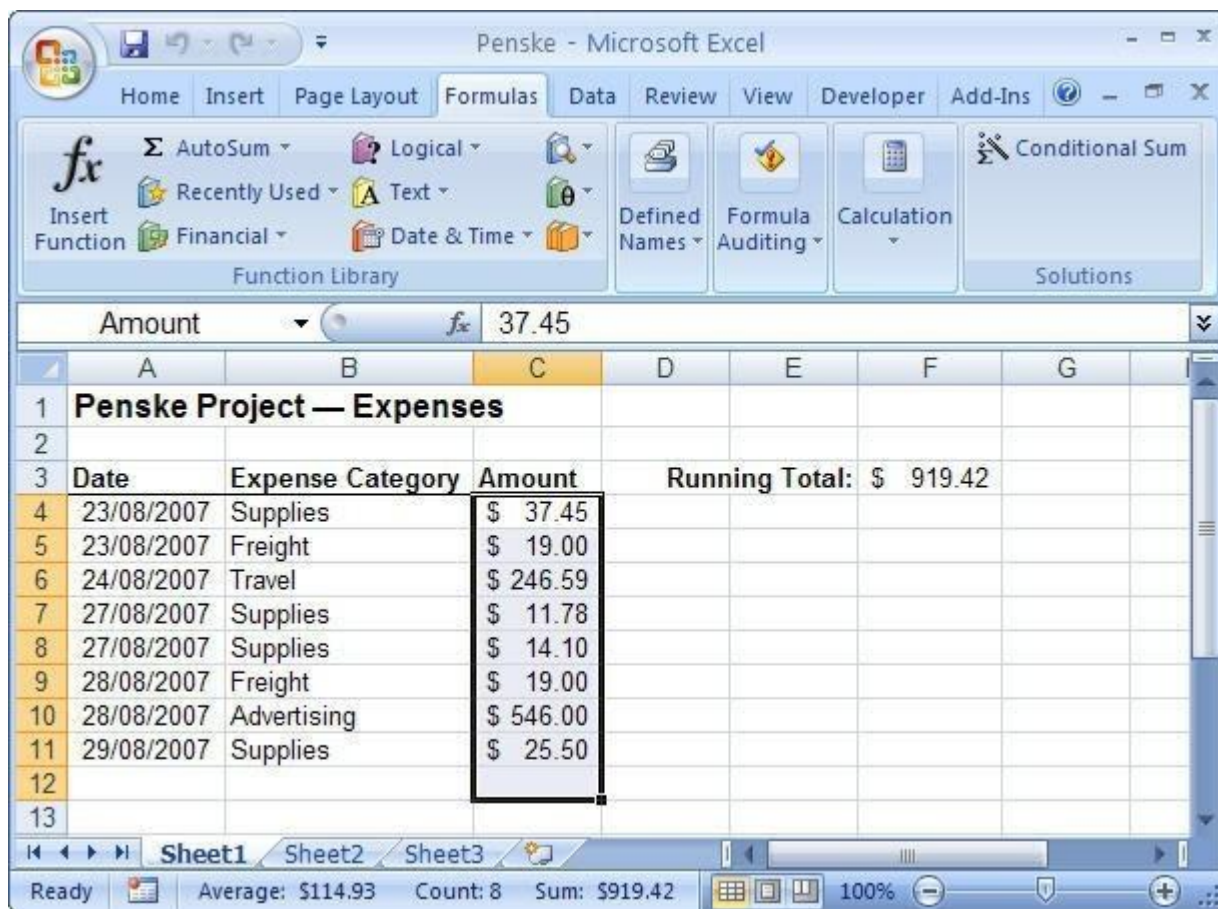 Penske - Microsoft Excel
Home Insert Page Layout Formulas Data Review View Developer Add-Ins
fx Insert Function
Σ AutoSum
Recently Used
Financial
Logical
Text
Date & Time
θ
Function Library
Defined Names
Formula Auditing
Calculation
Conditional Sum
Solutions
Amount fx 37.45
A B C D E F G
1 Penske Project — Expenses
2
3 Date Expense Category Amount Running Total: $ 919.42
4 23/08/2007 Supplies $ 37.45
5 23/08/2007 Freight $ 19.00
6 24/08/2007 Travel $ 246.59
7 27/08/2007 Supplies $ 11.78
8 27/08/2007 Supplies $ 14.10
9 28/08/2007 Freight $ 19.00
10 28/08/2007 Advertising $ 546.00
11 29/08/2007 Supplies $ 25.50
12
13
Sheet1 Sheet2 Sheet3
Ready Average: $114.93 Count: 8 Sum: $919.42 100%